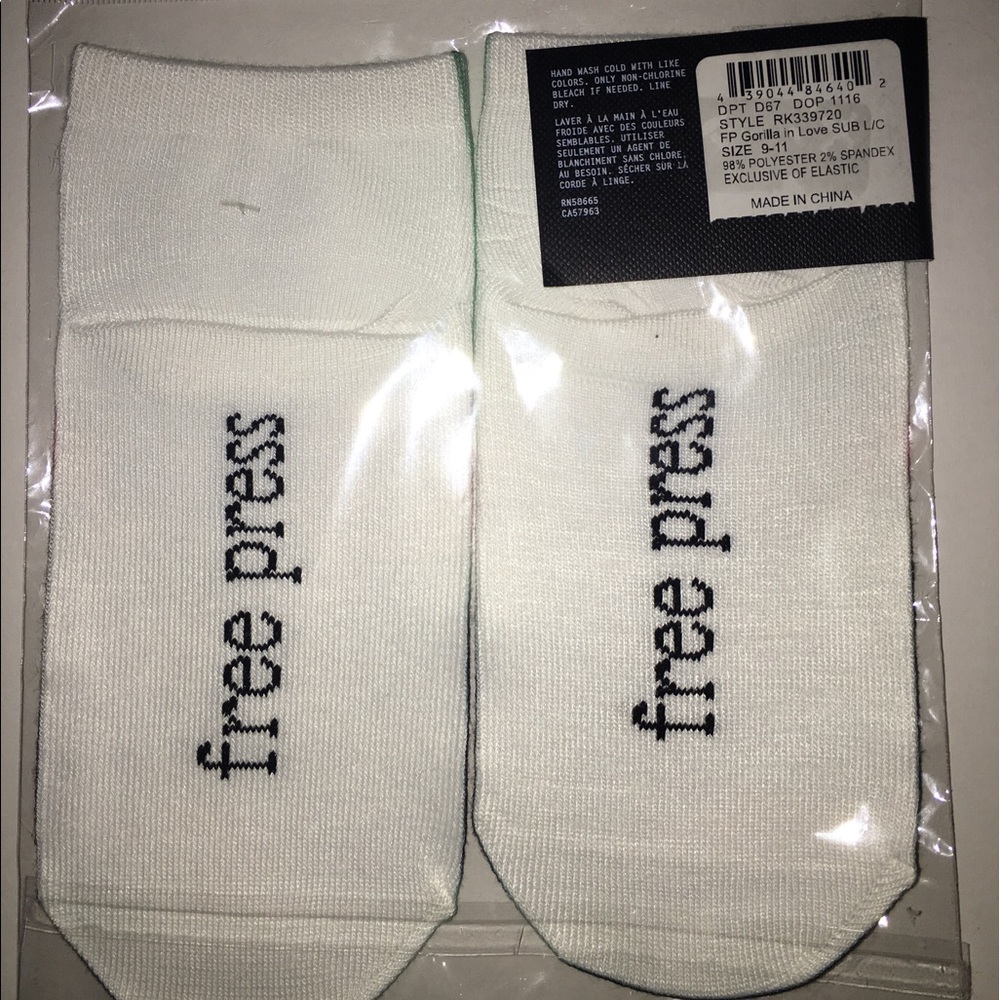 HAND WASH COLD WITH LIKE
COLORS. ONLY NON-CHLORINE
BLEACH IF NEEDED. LINE
DRY.
LAVER À LA MAIN À L'EAU
FROIDE AVEC DES COULEURS
SEMBLABLES. UTILISER
SEULEMENT UN AGENT DE
BLANCHIMENT SANS CHLORE.
AU BESOIN. SÉCHER SUR LA
CORDE À LINGE.
RN58665
CA57963
4 39044 84640 2
DPT D67 DOP 1116
STYLE RK339720
FP Gorilla in Love SUB L/C
SIZE 9-11
98% POLYESTER 2% SPANDEX
EXCLUSIVE OF ELASTIC
MADE IN CHINA
free press
free press